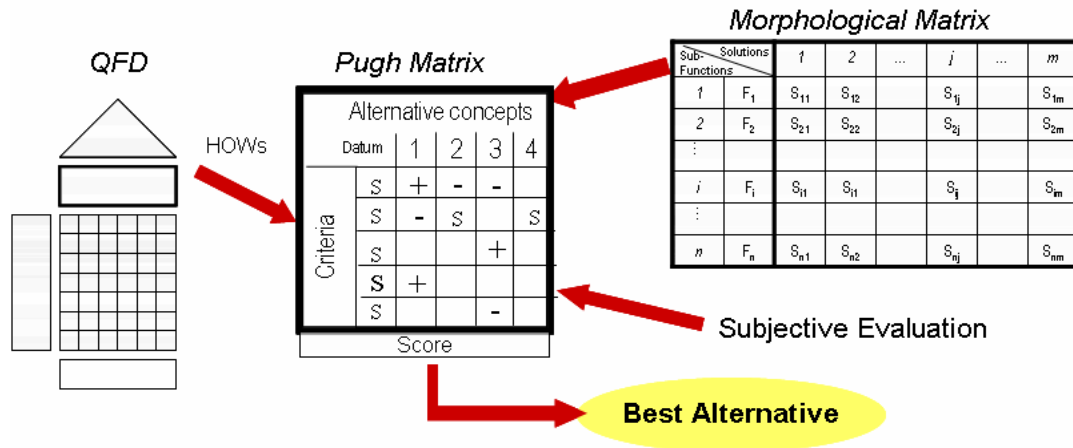 QFD
HOWs
Pugh Matrix
Alternative concepts
Datum 1 2 3 4
Criteria
S + - -
S - S S
S +
S +
S -
Score
Morphological Matrix
Solutions
Sub-Functions
1 2 ... j ... m
1 F1 S11 S12 S1j S1m
2 F2 S21 S22 S2j S2m
⋮
i Fi Si1 Si1 Sij Sim
⋮
n Fn Sn1 Sn2 Snj Snm
Subjective Evaluation
Best Alternative